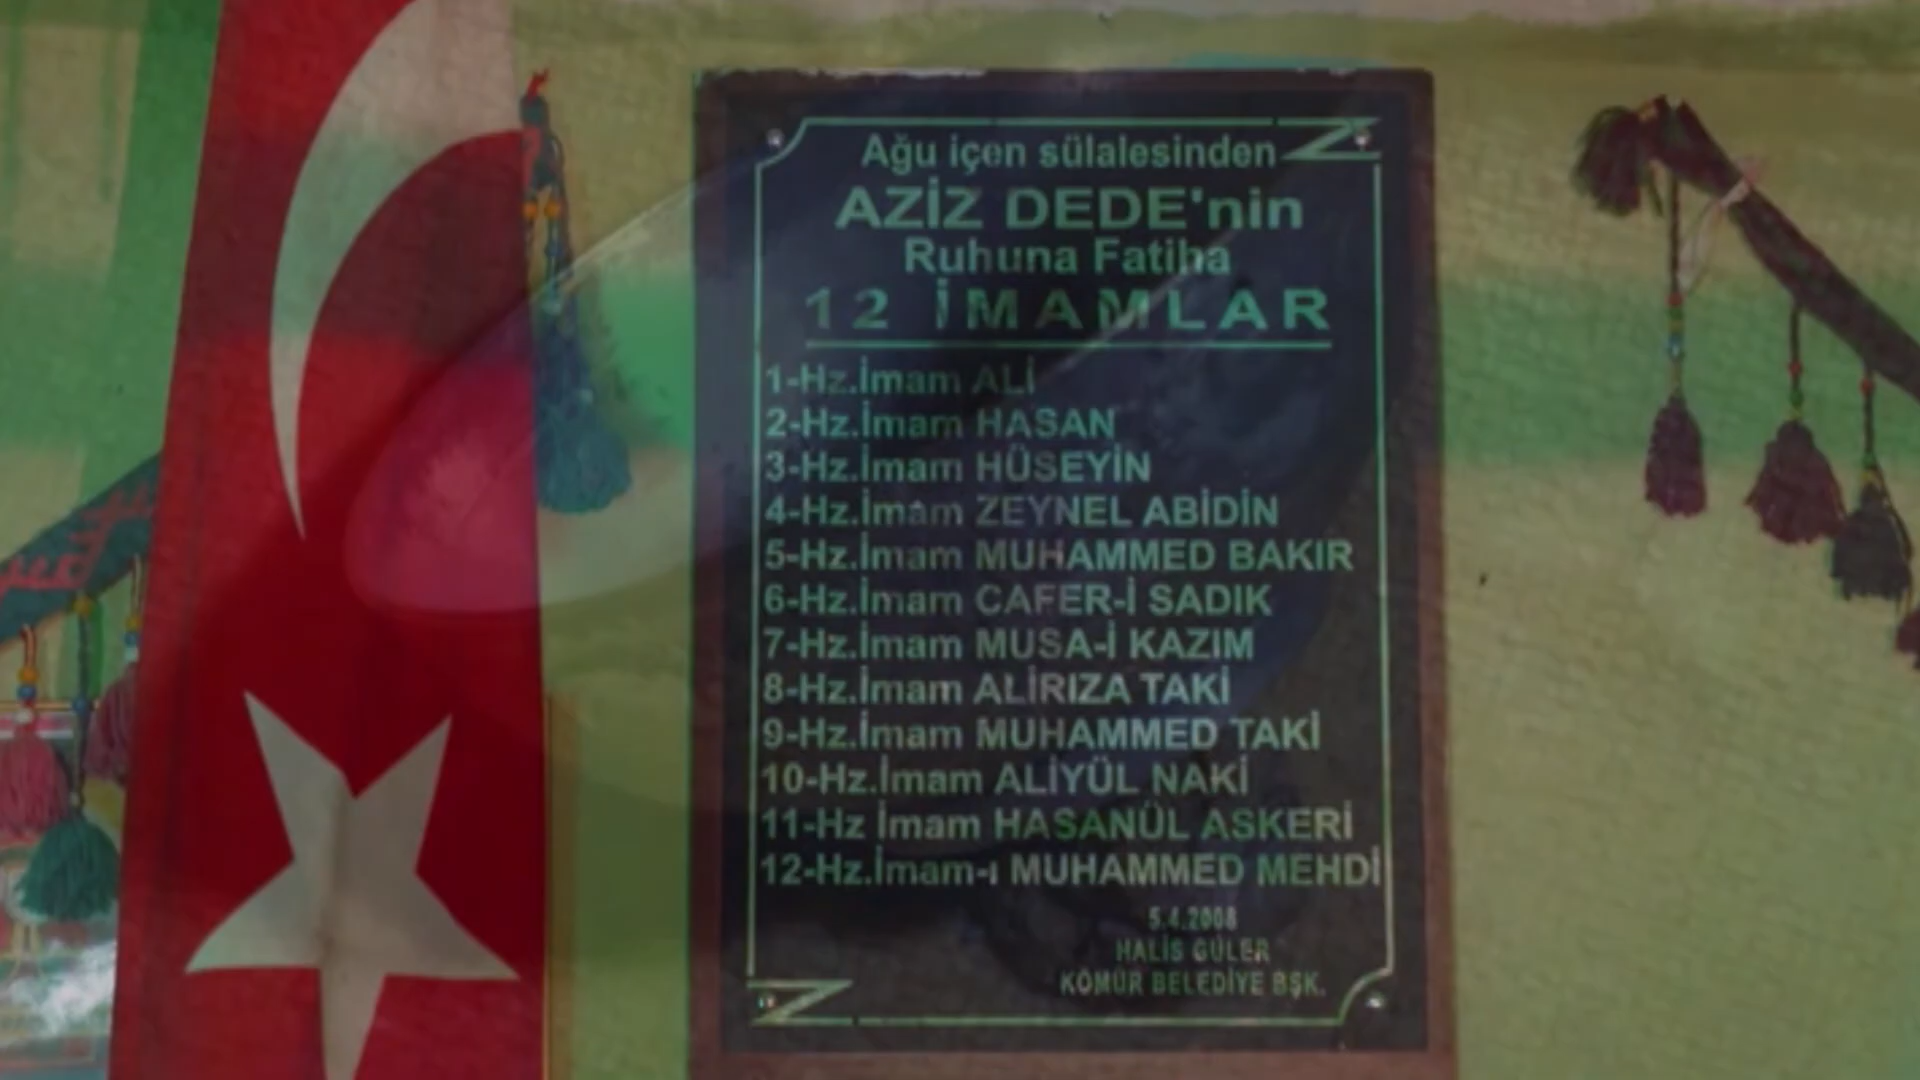 Ağu içen sülalesinden
AZİZ DEDE'nin
Ruhuna Fatiha
12 İMAMLAR
1-Hz.İmam ALİ
2-Hz.İmam HASAN
3-Hz.İmam HÜSEYİN
4-Hz.İmam ZEYNEL ABİDİN
5-Hz.İmam MUHAMMED BAKIR
6-Hz.İmam CAFER-İ SADIK
7-Hz.İmam MUSA-İ KAZIM
8-Hz.İmam ALİRIZA TAKİ
9-Hz.İmam MUHAMMED TAKİ
10-Hz.İmam ALİYÜL NAKİ
11-Hz İmam HASANÜL ASKERİ
12-Hz.İmam-ı MUHAMMED MEHDİ
5.4.2008
HALİS GÜLER
KÖMÜR BELEDİYE BŞK.